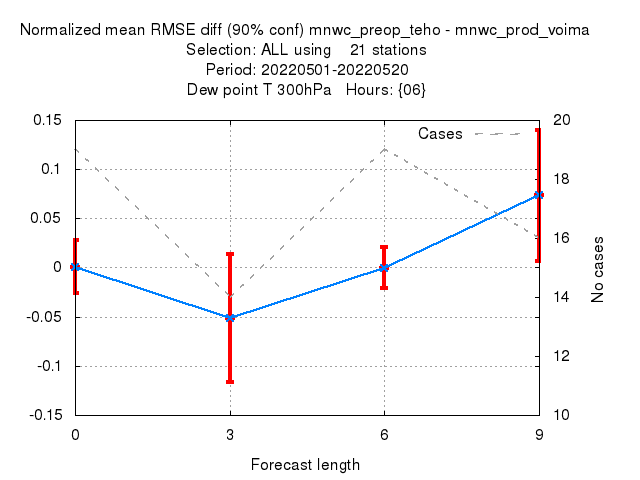 Normalized mean RMSE diff (90% conf) mnwc_preop_teho - mnwc_prod_voima
Selection: ALL using    21 stations
Period: 20220501-20220520
Dew point T 300hPa   Hours: {06}
Cases
0.15
0.1
0.05
0
-0.05
-0.1
-0.15
20
18
16
14
12
10
No cases
0 3 6 9
Forecast length